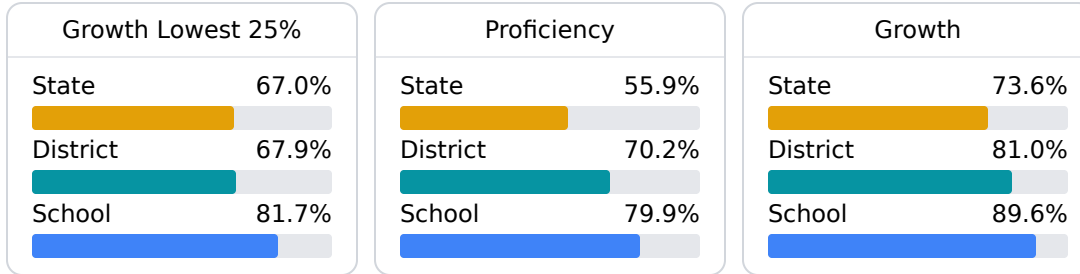 Growth Lowest 25%
State 67.0%
District 67.9%
School 81.7%
Proficiency
State 55.9%
District 70.2%
School 79.9%
Growth
State 73.6%
District 81.0%
School 89.6%